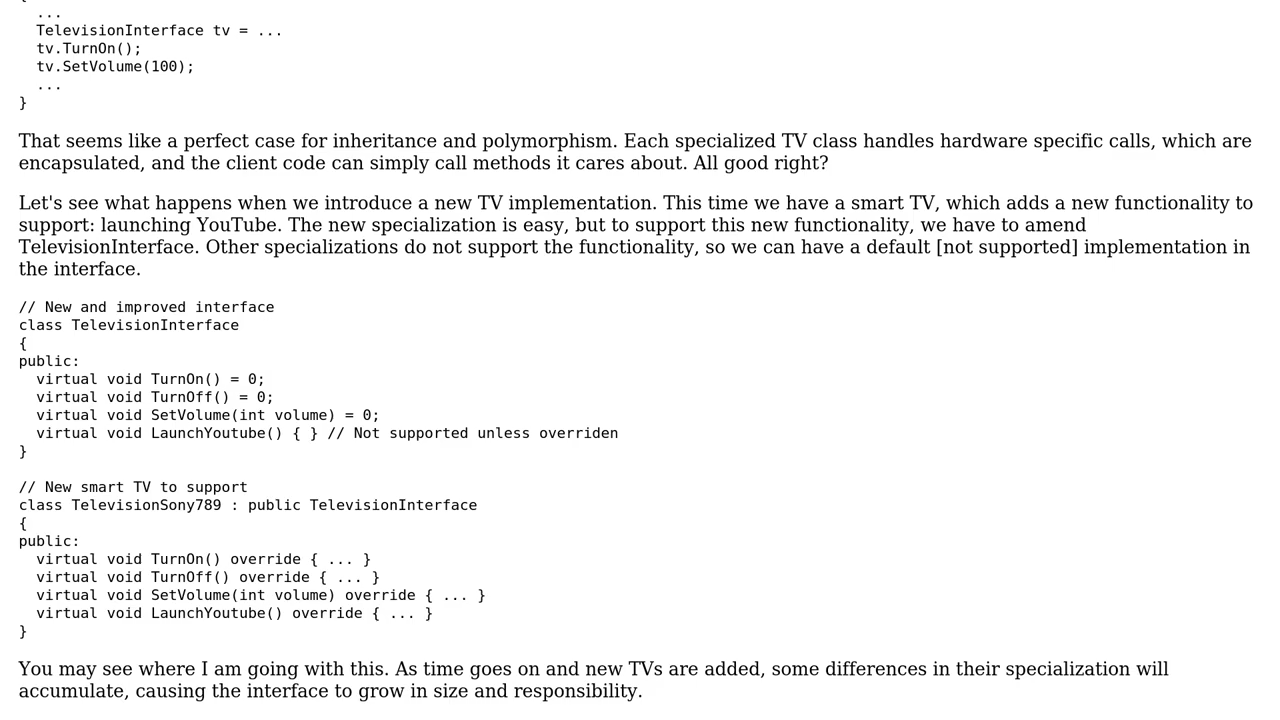 ...
TelevisionInterface tv = ...
tv.TurnOn();
tv.SetVolume(100);
...
}
That seems like a perfect case for inheritance and polymorphism. Each specialized TV class handles hardware specific calls, which are
encapsulated, and the client code can simply call methods it cares about. All good right?
Let's see what happens when we introduce a new TV implementation. This time we have a smart TV, which adds a new functionality to
support: launching YouTube. The new specialization is easy, but to support this new functionality, we have to amend
TelevisionInterface. Other specializations do not support the functionality, so we can have a default [not supported] implementation in
the interface.
// New and improved interface
class TelevisionInterface
{
public:
  virtual void TurnOn() = 0;
  virtual void TurnOff() = 0;
  virtual void SetVolume(int volume) = 0;
  virtual void LaunchYoutube() { } // Not supported unless overriden
}
// New smart TV to support
class TelevisionSony789 : public TelevisionInterface
{
public:
  virtual void TurnOn() override { ... }
  virtual void TurnOff() override { ... }
  virtual void SetVolume(int volume) override { ... }
  virtual void LaunchYoutube() override { ... }
}
You may see where I am going with this. As time goes on and new TVs are added, some differences in their specialization will
accumulate, causing the interface to grow in size and responsibility.